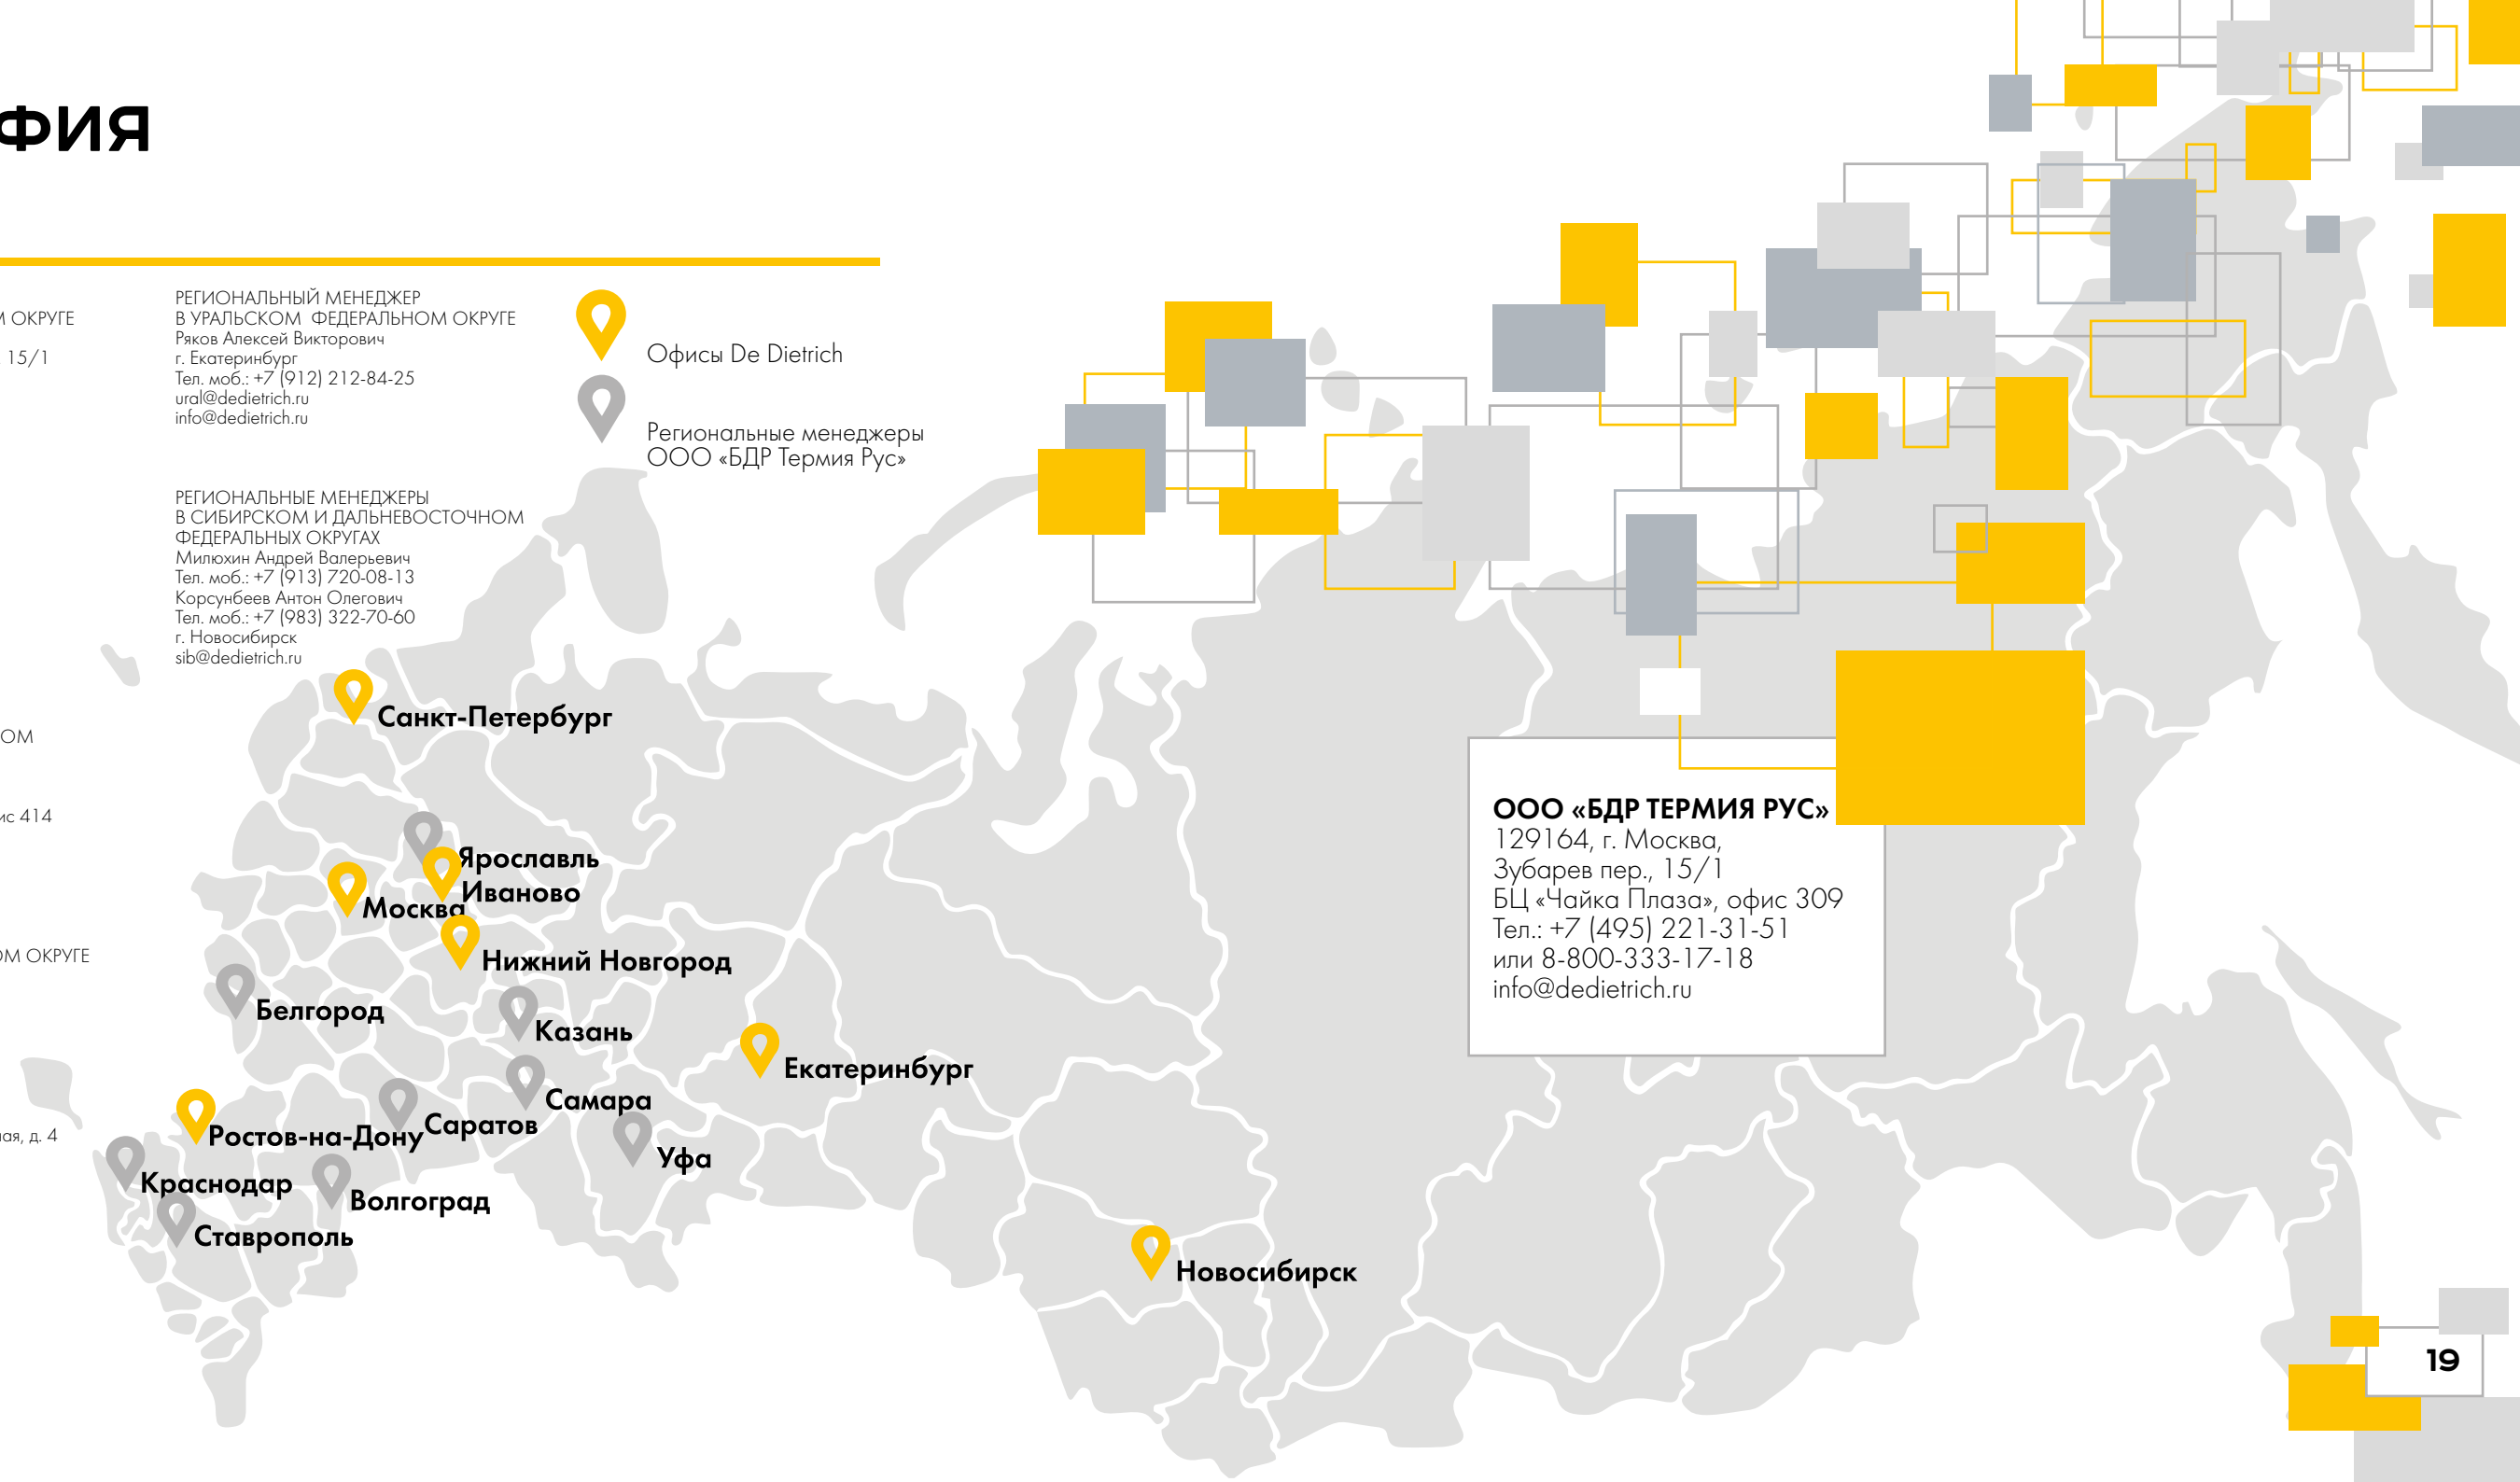 ФИЯ
М ОКРУГЕ
15/1
ОМ
ис 414
ОМ ОКРУГЕ
ая, д. 4
РЕГИОНАЛЬНЫЙ МЕНЕДЖЕР
В УРАЛЬСКОМ ФЕДЕРАЛЬНОМ ОКРУГЕ
Ряков Алексей Викторович
г. Екатеринбург
Тел. моб.: +7 (912) 212-84-25
ural@dedietrich.ru
info@dedietrich.ru
РЕГИОНАЛЬНЫЕ МЕНЕДЖЕРЫ
В СИБИРСКОМ И ДАЛЬНЕВОСТОЧНОМ
ФЕДЕРАЛЬНЫХ ОКРУГАХ
Милюхин Андрей Валерьевич
Тел. моб.: +7 (913) 720-08-13
Корсунбеев Антон Олегович
Тел. моб.: +7 (983) 322-70-60
г. Новосибирск
sib@dedietrich.ru
Офисы De Dietrich
Региональные менеджеры
ООО «БДР Термия Рус»
Санкт-Петербург
Ярославль
Иваново
Москва
Нижний Новгород
Белгород
Казань
Екатеринбург
Самара
Саратов
Ростов-на-Дону
Уфа
Краснодар
Волгоград
Ставрополь
Новосибирск
ООО «БДР ТЕРМИЯ РУС»
129164, г. Москва,
Зубарев пер., 15/1
БЦ «Чайка Плаза», офис 309
Тел.: +7 (495) 221-31-51
или 8-800-333-17-18
info@dedietrich.ru
19